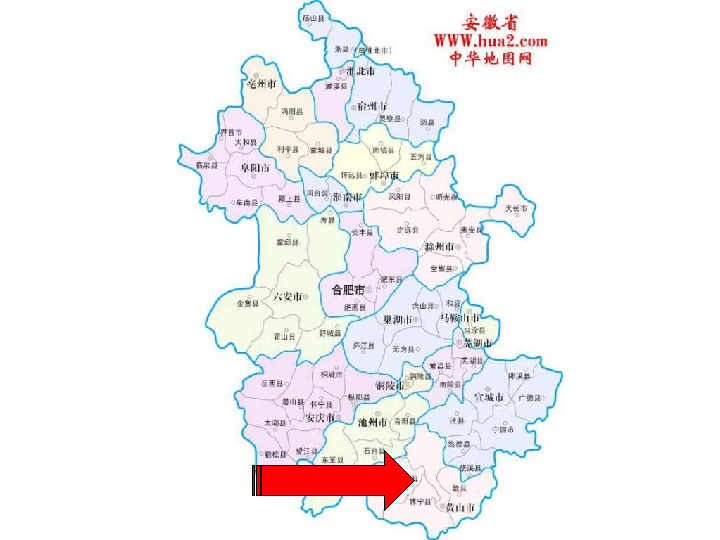 安徽省
WWW.hua2.com
中华地图网
砀山县
萧县
(淮北市)
淮北市
濉溪县
亳州市
宿州市
涡阳县
灵璧县
泗县
界首市
太和县
利辛县
蒙城县
固镇县
五河县
临泉县
阜阳市
怀远县
蚌埠市
阜南县
颍上县
凤台县
淮南市
凤阳县
明光市
天长市
寿县
长丰县
定远县
来安县
霍邱县
滁州市
全椒县
肥东县
合肥市
金寨县
六安市
肥西县
含山县
和县
巢湖市
马鞍山市
当涂县
霍山县
舒城县
庐江县
无为县
芜湖市
芜湖县
繁昌县
南陵县
桐城市
铜陵市
铜陵县
岳西县
枞阳县
潜山县
怀宁县
郎溪县
广德县
宣城市
太湖县
安庆市
池州市
青阳县
泾县
宁国市
旌德县
宿松县
望江县
东至县
石台县
绩溪县
县
歙县
休宁县
黄山市